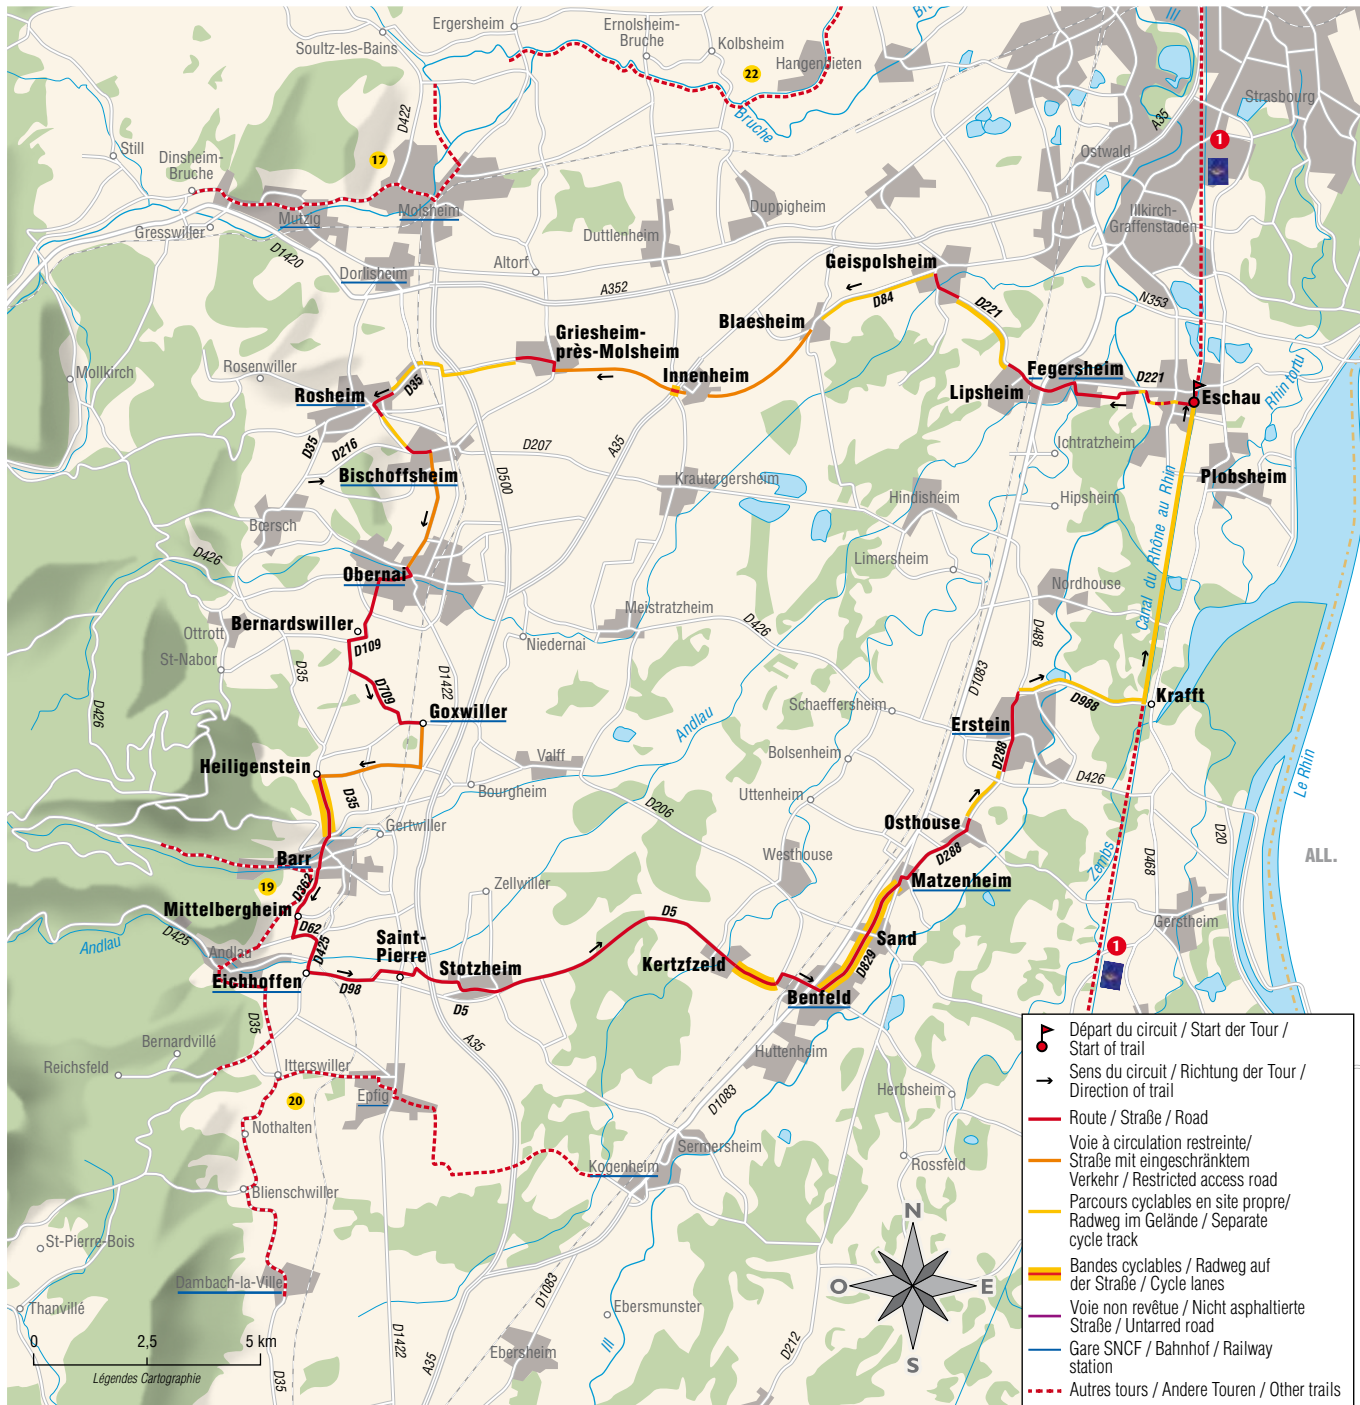 Ergersheim
Ernolsheim-
Bruche
Kolbsheim
Soultz-les-Bains
Hangenbieten
22
Bruche
III
Strasbourg
D422
A35
1
Still
17
Ostwald
Dinsheim-
Bruche
Mutzig
Molsheim
Duppigheim
Illkirch-
Graffenstaden
Gresswiller
Duttlenheim
D1420
Altorf
Geispolsheim
Dorlisheim
A352
D84
D221
N353
Blaesheim
Griesheim-
près-Molsheim
Rosenwiller
Mollkirch
Innenheim
Fegersheim
D221
Rhin tortu
D35
Rosheim
Lipsheim
Eschau
D35
D216
D207
A35
Ichtratzheim
Bischoffsheim
D500
Krautergersheim
Plobsheim
Hindisheim
Hipsheim
Canal du Rhône au Rhin
Bœrsch
D426
Limersheim
Obernai
Nordhouse
Meistratzheim
D426
Bernardswiller
Ottrott
D109
Niedernai
D488
St-Nabor
D35
D1422
D1083
D709
Krafft
D988
D426
Goxwiller
Andlau
Schaeffersheim
Erstein
Valff
Bolsenheim
D288
Heiligenstein
Le Rhin
D426
D35
Bourgheim
Uttenheim
D206
Gertwiller
Osthouse
D20
D288
Westhouse
D468
Barr
Zembs
ALL.
19
D362
Zellwiller
Matzenheim
Mittelbergheim
D5
D62
Gerstheim
Andlau
D425
Andlau
D425
Saint-
Pierre
Sand
1
Stotzheim
Kertzfzeld
D829
Eichhoffen
D98
D5
Benfeld
D35
A35
Bernardvillé
Huttenheim
Reichsfeld
Itterswiller
20
Epfig
D1083
Herbsheim
Nothalten
Sermersheim
Kogenheim
Rossfeld
Blienschwiller
St-Pierre-Bois
N
Dambach-la-Ville
O
E
D1083
Thanvillé
Ebersmunster
0
2,5
5 km
D1422
A35
III
Ebersheim
D212
S
Légendes Cartographie
D35
Départ du circuit / Start der Tour /
Start of trail
Sens du circuit / Richtung der Tour /
Direction of trail
Route / Straße / Road
Voie à circulation restreinte/
Straße mit eingeschränktem
Verkehr / Restricted access road
Parcours cyclables en site propre/
Radweg im Gelände / Separate
cycle track
Bandes cyclables / Radweg auf
der Straße / Cycle lanes
Voie non revêtue / Nicht asphaltierte
Straße / Untarred road
Gare SNCF / Bahnhof / Railway
station
Autres tours / Andere Touren / Other trails